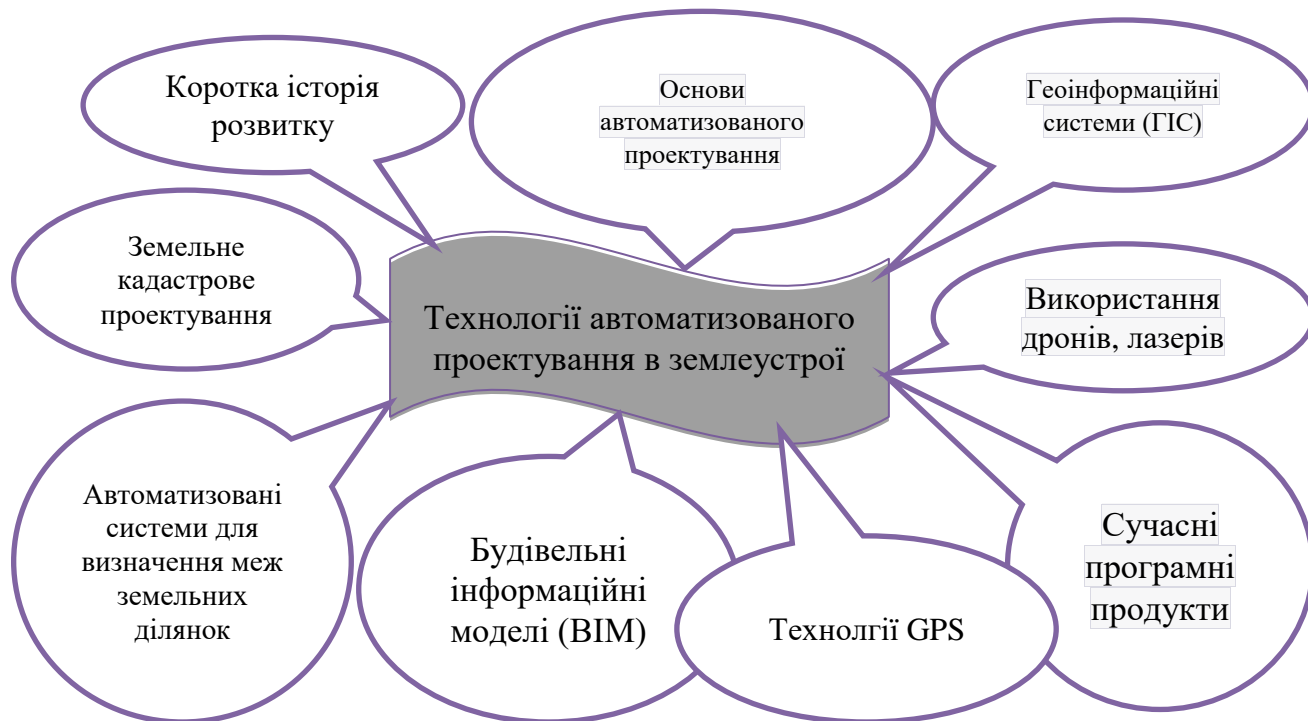 Коротка історія
розвитку
Основи
автоматизованого
проектування
Геоінформаційні
системи (ГІС)
Земельне
кадастрове
проектування
Технології автоматизованого
проектування в землеустрої
Використання
дронів, лазерів
Автоматизовані
системи для
визначення меж
земельних
ділянок
Будівельні
інформаційні
моделі (BIM)
Технолгії GPS
Сучасні
програмні
продукти